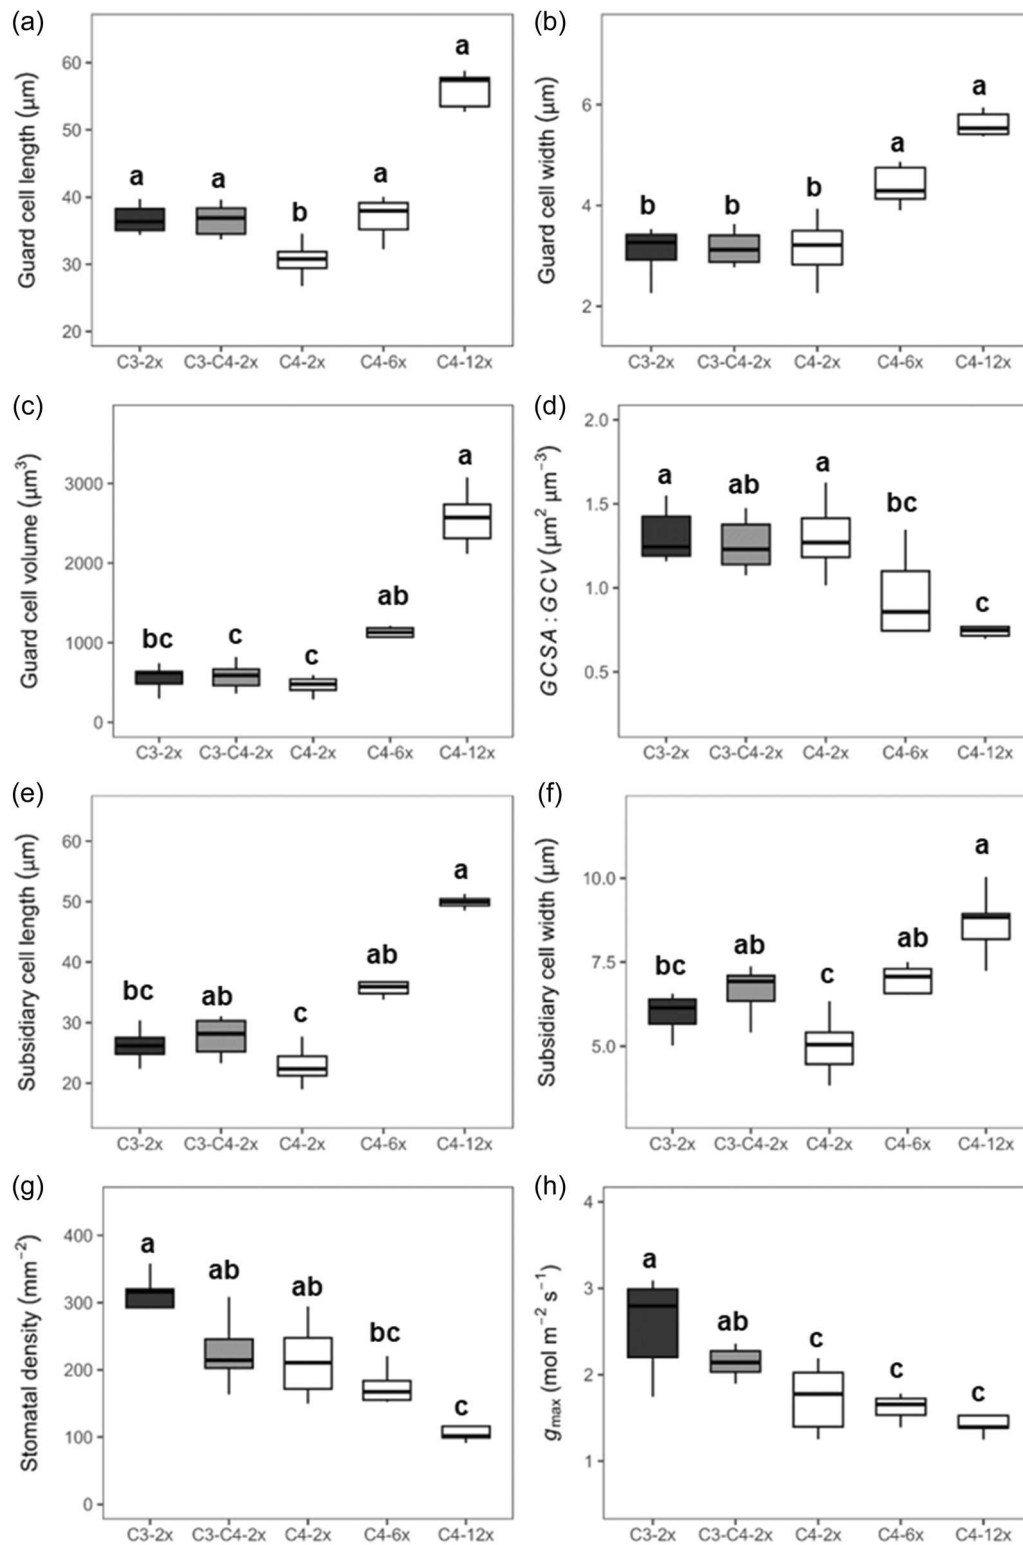 (a)
Guard cell length (µm)
60
50
40
30
20
a
a
b
a
a
C3-2x C3-C4-2x C4-2x C4-6x C4-12x
(b)
Guard cell width (µm)
6
4
2
b
b
b
a
a
C3-2x C3-C4-2x C4-2x C4-6x C4-12x
(c)
Guard cell volume (µm³)
3000
2000
1000
0
bc
c
c
ab
a
C3-2x C3-C4-2x C4-2x C4-6x C4-12x
(d)
GCSA : GCV (µm² µm⁻³)
2.0
1.5
1.0
0.5
a
ab
a
bc
c
C3-2x C3-C4-2x C4-2x C4-6x C4-12x
(e)
Subsidiary cell length (µm)
60
50
40
30
20
bc
ab
c
ab
a
C3-2x C3-C4-2x C4-2x C4-6x C4-12x
(f)
Subsidiary cell width (µm)
10.0
7.5
5.0
bc
ab
c
ab
a
C3-2x C3-C4-2x C4-2x C4-6x C4-12x
(g)
Stomatal density (mm⁻²)
400
300
200
100
0
a
ab
ab
bc
c
C3-2x C3-C4-2x C4-2x C4-6x C4-12x
(h)
gmax (mol m⁻² s⁻¹)
4
3
2
1
a
ab
c
c
c
C3-2x C3-C4-2x C4-2x C4-6x C4-12x